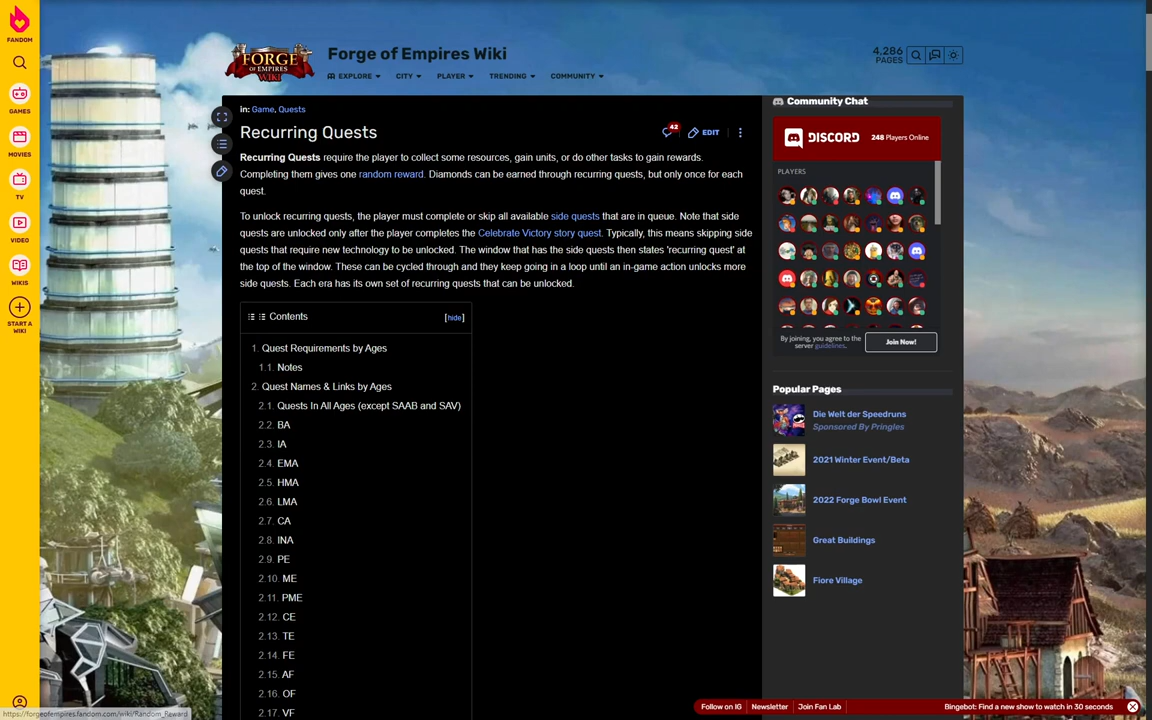 FANDOM
GAMES
MOVIES
TV
VIDEO
WIKIS
START A
WIKI
FORGE
OF EMPIRES
WIKI
Forge of Empires Wiki
EXPLORE
CITY
PLAYER
TRENDING
COMMUNITY
4,286
PAGES
in: Game, Quests
Recurring Quests
42
EDIT
Recurring Quests require the player to collect some resources, gain units, or do other tasks to gain rewards.
Completing them gives one random reward. Diamonds can be earned through recurring quests, but only once for each
quest.
To unlock recurring quests, the player must complete or skip all available side quests that are in queue. Note that side
quests are unlocked only after the player completes the Celebrate Victory story quest. Typically, this means skipping side
quests that require new technology to be unlocked. The window that has the side quests then states 'recurring quest' at
the top of the window. These can be cycled through and they keep going in a loop until an in-game action unlocks more
side quests. Each era has its own set of recurring quests that can be unlocked.
Contents [hide]
1. Quest Requirements by Ages
1.1. Notes
2. Quest Names & Links by Ages
2.1. Quests In All Ages (except SAAB and SAV)
2.2. BA
2.3. IA
2.4. EMA
2.5. HMA
2.6. LMA
2.7. CA
2.8. INA
2.9. PE
2.10. ME
2.11. PME
2.12. CE
2.13. TE
2.14. FE
2.15. AF
2.16. OF
2.17. VF
Community Chat
DISCORD
248 Players Online
PLAYERS
By joining, you agree to the
server guidelines.
Join Now!
Popular Pages
Die Welt der Speedruns
Sponsored By Pringles
2021 Winter Event/Beta
2022 Forge Bowl Event
Great Buildings
Fiore Village
https://forgeofempires.fandom.com/wiki/Random_Reward
Follow on IG
Newsletter
Join Fan Lab
Bingebot: Find a new show to watch in 30 seconds